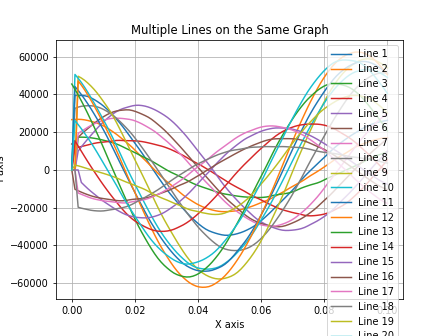 Multiple Lines on the Same Graph
60000
40000
20000
0
−20000
−40000
−60000
0.00
0.02
0.04
0.06
X axis
axis
Line 1
Line 2
Line 3
Line 4
Line 5
Line 6
Line 7
Line 8
Line 9
Line 10
Line 11
Line 12
Line 13
Line 14
Line 15
Line 16
Line 17
Line 18
Line 19
Line 20